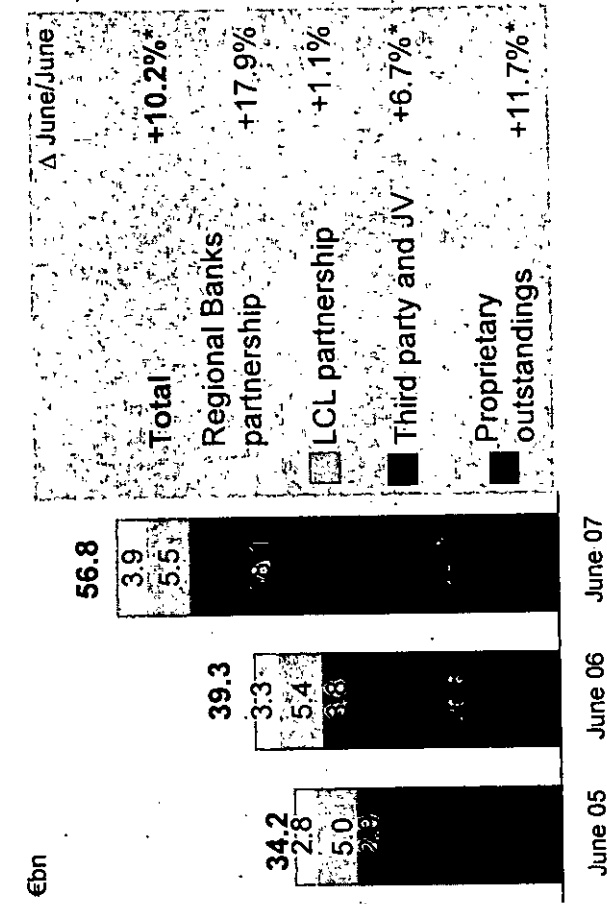 €bn
34.2
2.8
5.0
2.9
June 05
39.3
3.3
5.4
3.8
June 06
56.8
3.9
5.5
June 07
Δ June/June
Total +10.2%*
Regional Banks
partnership +17.9%
LCL partnership +1.1%
Third party and JV +6.7%*
Proprietary
outstandings +11.7%*